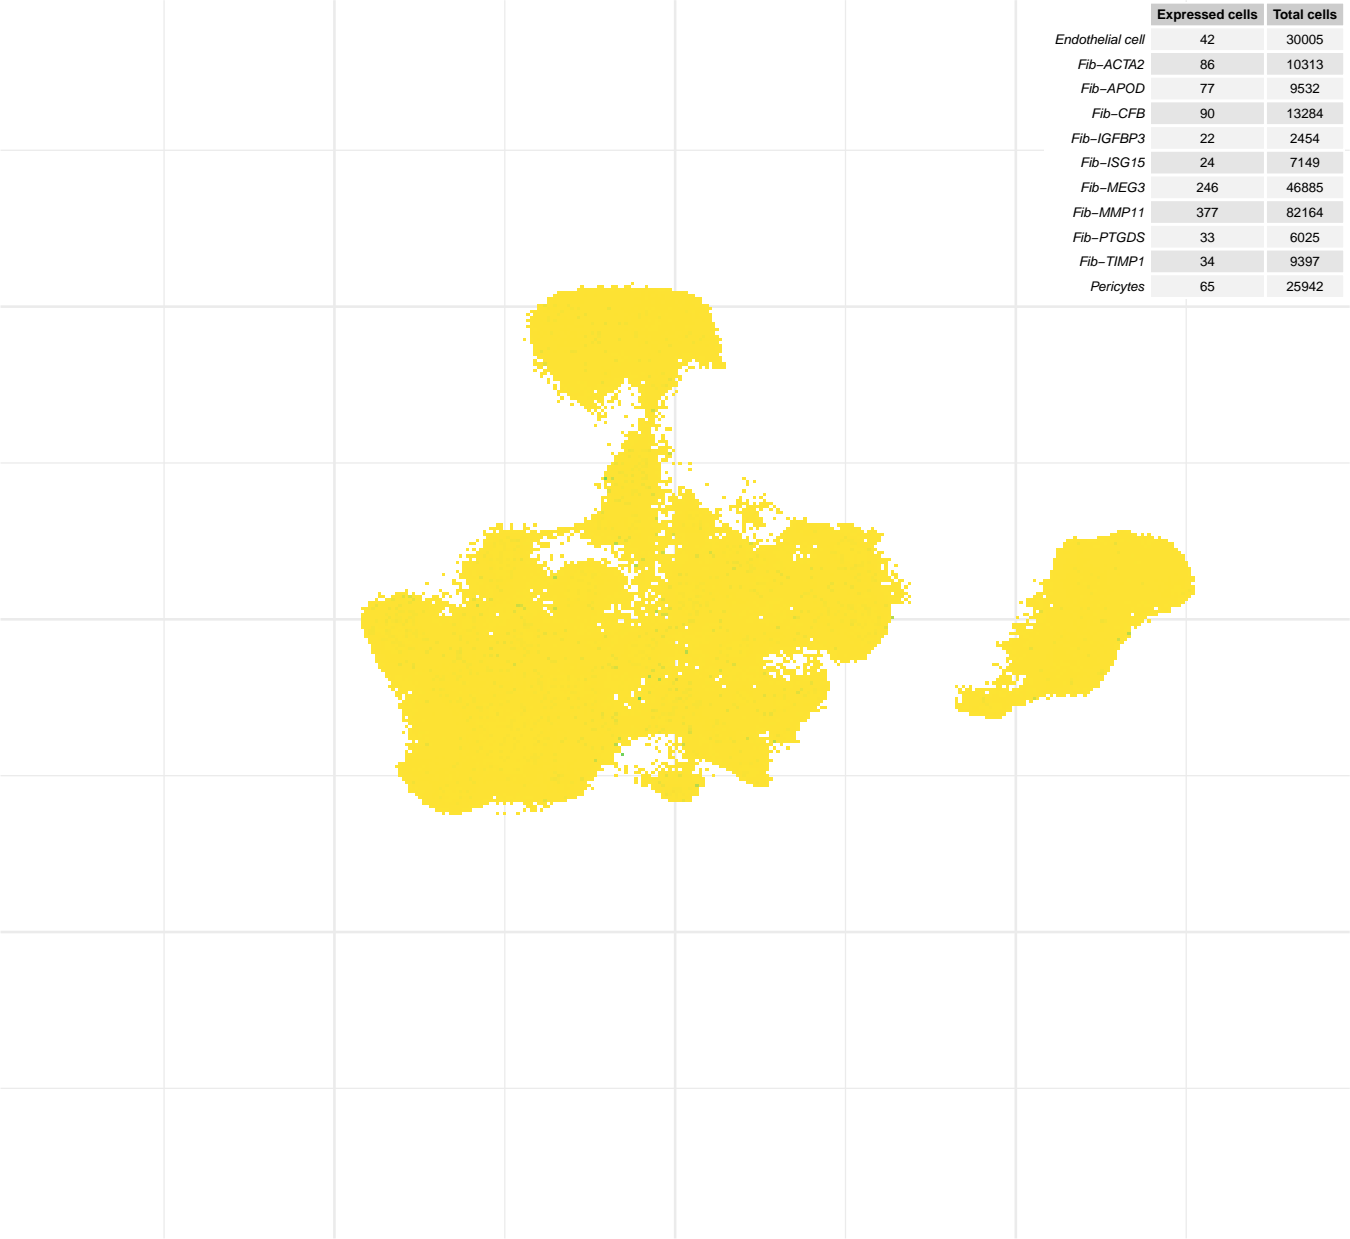 Expressed cells Total cells
Endothelial cell 42 30005
Fib−ACTA2 86 10313
Fib−APOD 77 9532
Fib−CFB 90 13284
Fib−IGFBP3 22 2454
Fib−ISG15 24 7149
Fib−MEG3 246 46885
Fib−MMP11 377 82164
Fib−PTGDS 33 6025
Fib−TIMP1 34 9397
Pericytes 65 25942